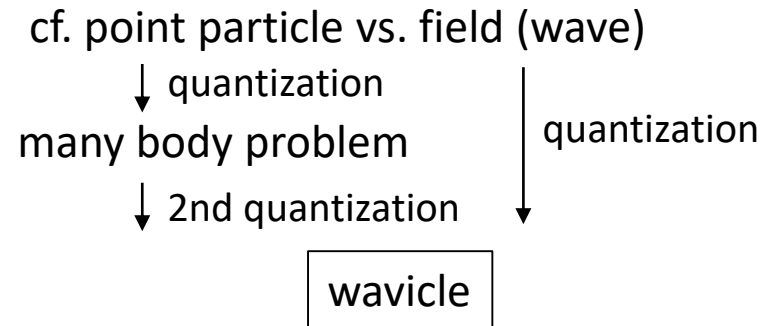 cf. point particle vs. field (wave)
quantization
many body problem
quantization
2nd quantization
wavicle